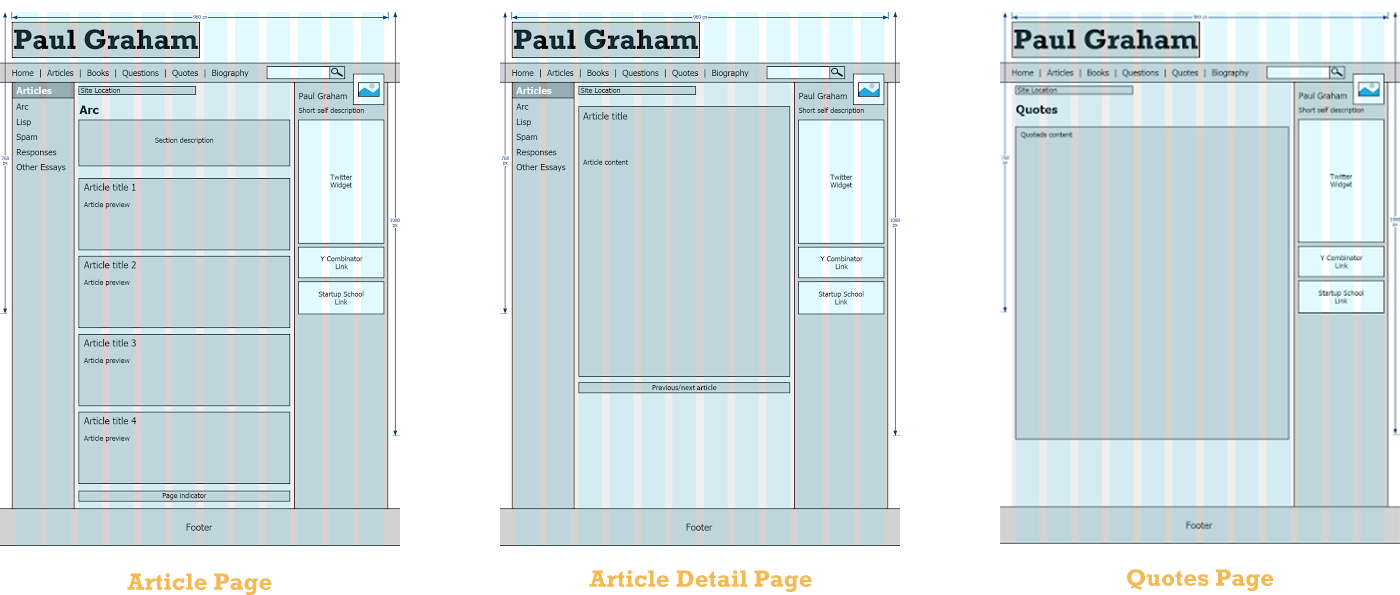 960 px
Paul Graham
Home | Articles | Books | Questions | Quotes | Biography
Articles
Arc
Lisp
Spam
Responses
Other Essays
768
px
Site Location
Arc
Section description
Article title 1
Article preview
Article title 2
Article preview
Article title 3
Article preview
Article title 4
Article preview
Page indicator
Paul Graham
Short self description
Twitter
Widget
Y Combinator
Link
Startup School
Link
1080
px
Footer
Article Page
960 px
Paul Graham
Home | Articles | Books | Questions | Quotes | Biography
Articles
Arc
Lisp
Spam
Responses
Other Essays
768
px
Site Location
Article title
Article content
Previous/next article
Paul Graham
Short self description
Twitter
Widget
Y Combinator
Link
Startup School
Link
1080
px
Footer
Article Detail Page
960 px
Paul Graham
Home | Articles | Books | Questions | Quotes | Biography
Site Location
Quotes
Quoteds content
768
px
Paul Graham
Short self description
Twitter
Widget
Y Combinator
Link
Startup School
Link
1080
px
Footer
Quotes Page